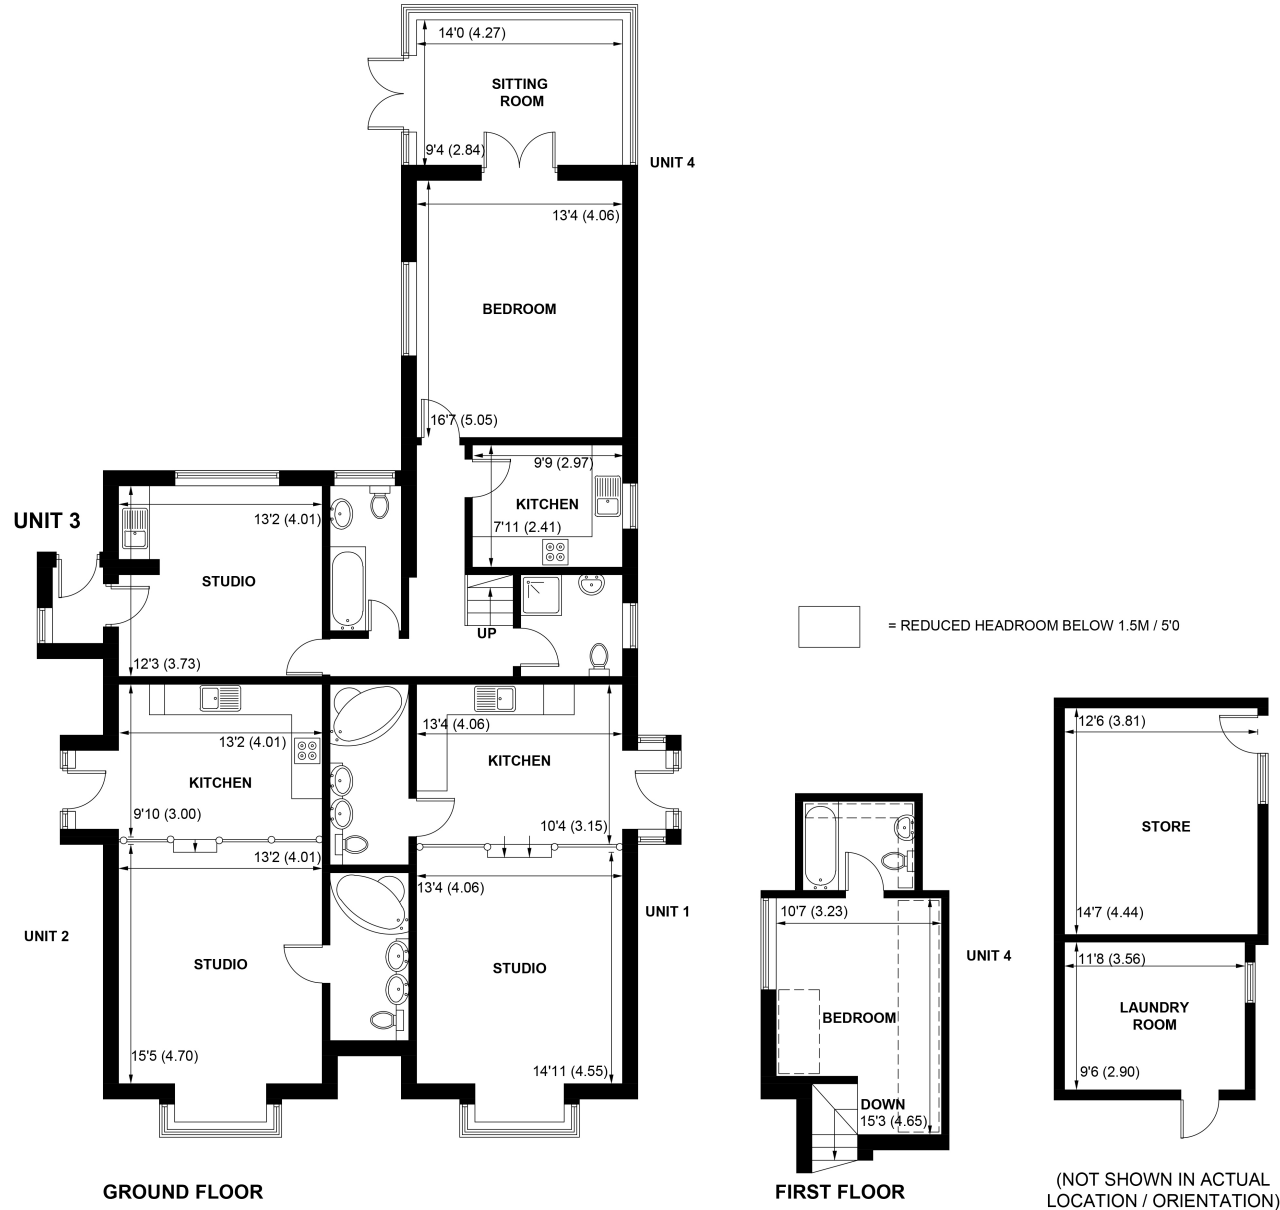 14'0 (4.27)
SITTING
ROOM
9'4 (2.84)
UNIT 4
13'4 (4.06)
BEDROOM
16'7 (5.05)
9'9 (2.97)
KITCHEN
7'11 (2.41)
UNIT 3
13'2 (4.01)
STUDIO
12'3 (3.73)
UP
= REDUCED HEADROOM BELOW 1.5M / 5'0
13'2 (4.01)
KITCHEN
9'10 (3.00)
13'4 (4.06)
KITCHEN
10'4 (3.15)
13'2 (4.01)
UNIT 2
STUDIO
15'5 (4.70)
13'4 (4.06)
UNIT 1
STUDIO
14'11 (4.55)
GROUND FLOOR
10'7 (3.23)
UNIT 4
BEDROOM
DOWN
15'3 (4.65)
FIRST FLOOR
12'6 (3.81)
STORE
14'7 (4.44)
11'8 (3.56)
LAUNDRY
ROOM
9'6 (2.90)
(NOT SHOWN IN ACTUAL
LOCATION / ORIENTATION)